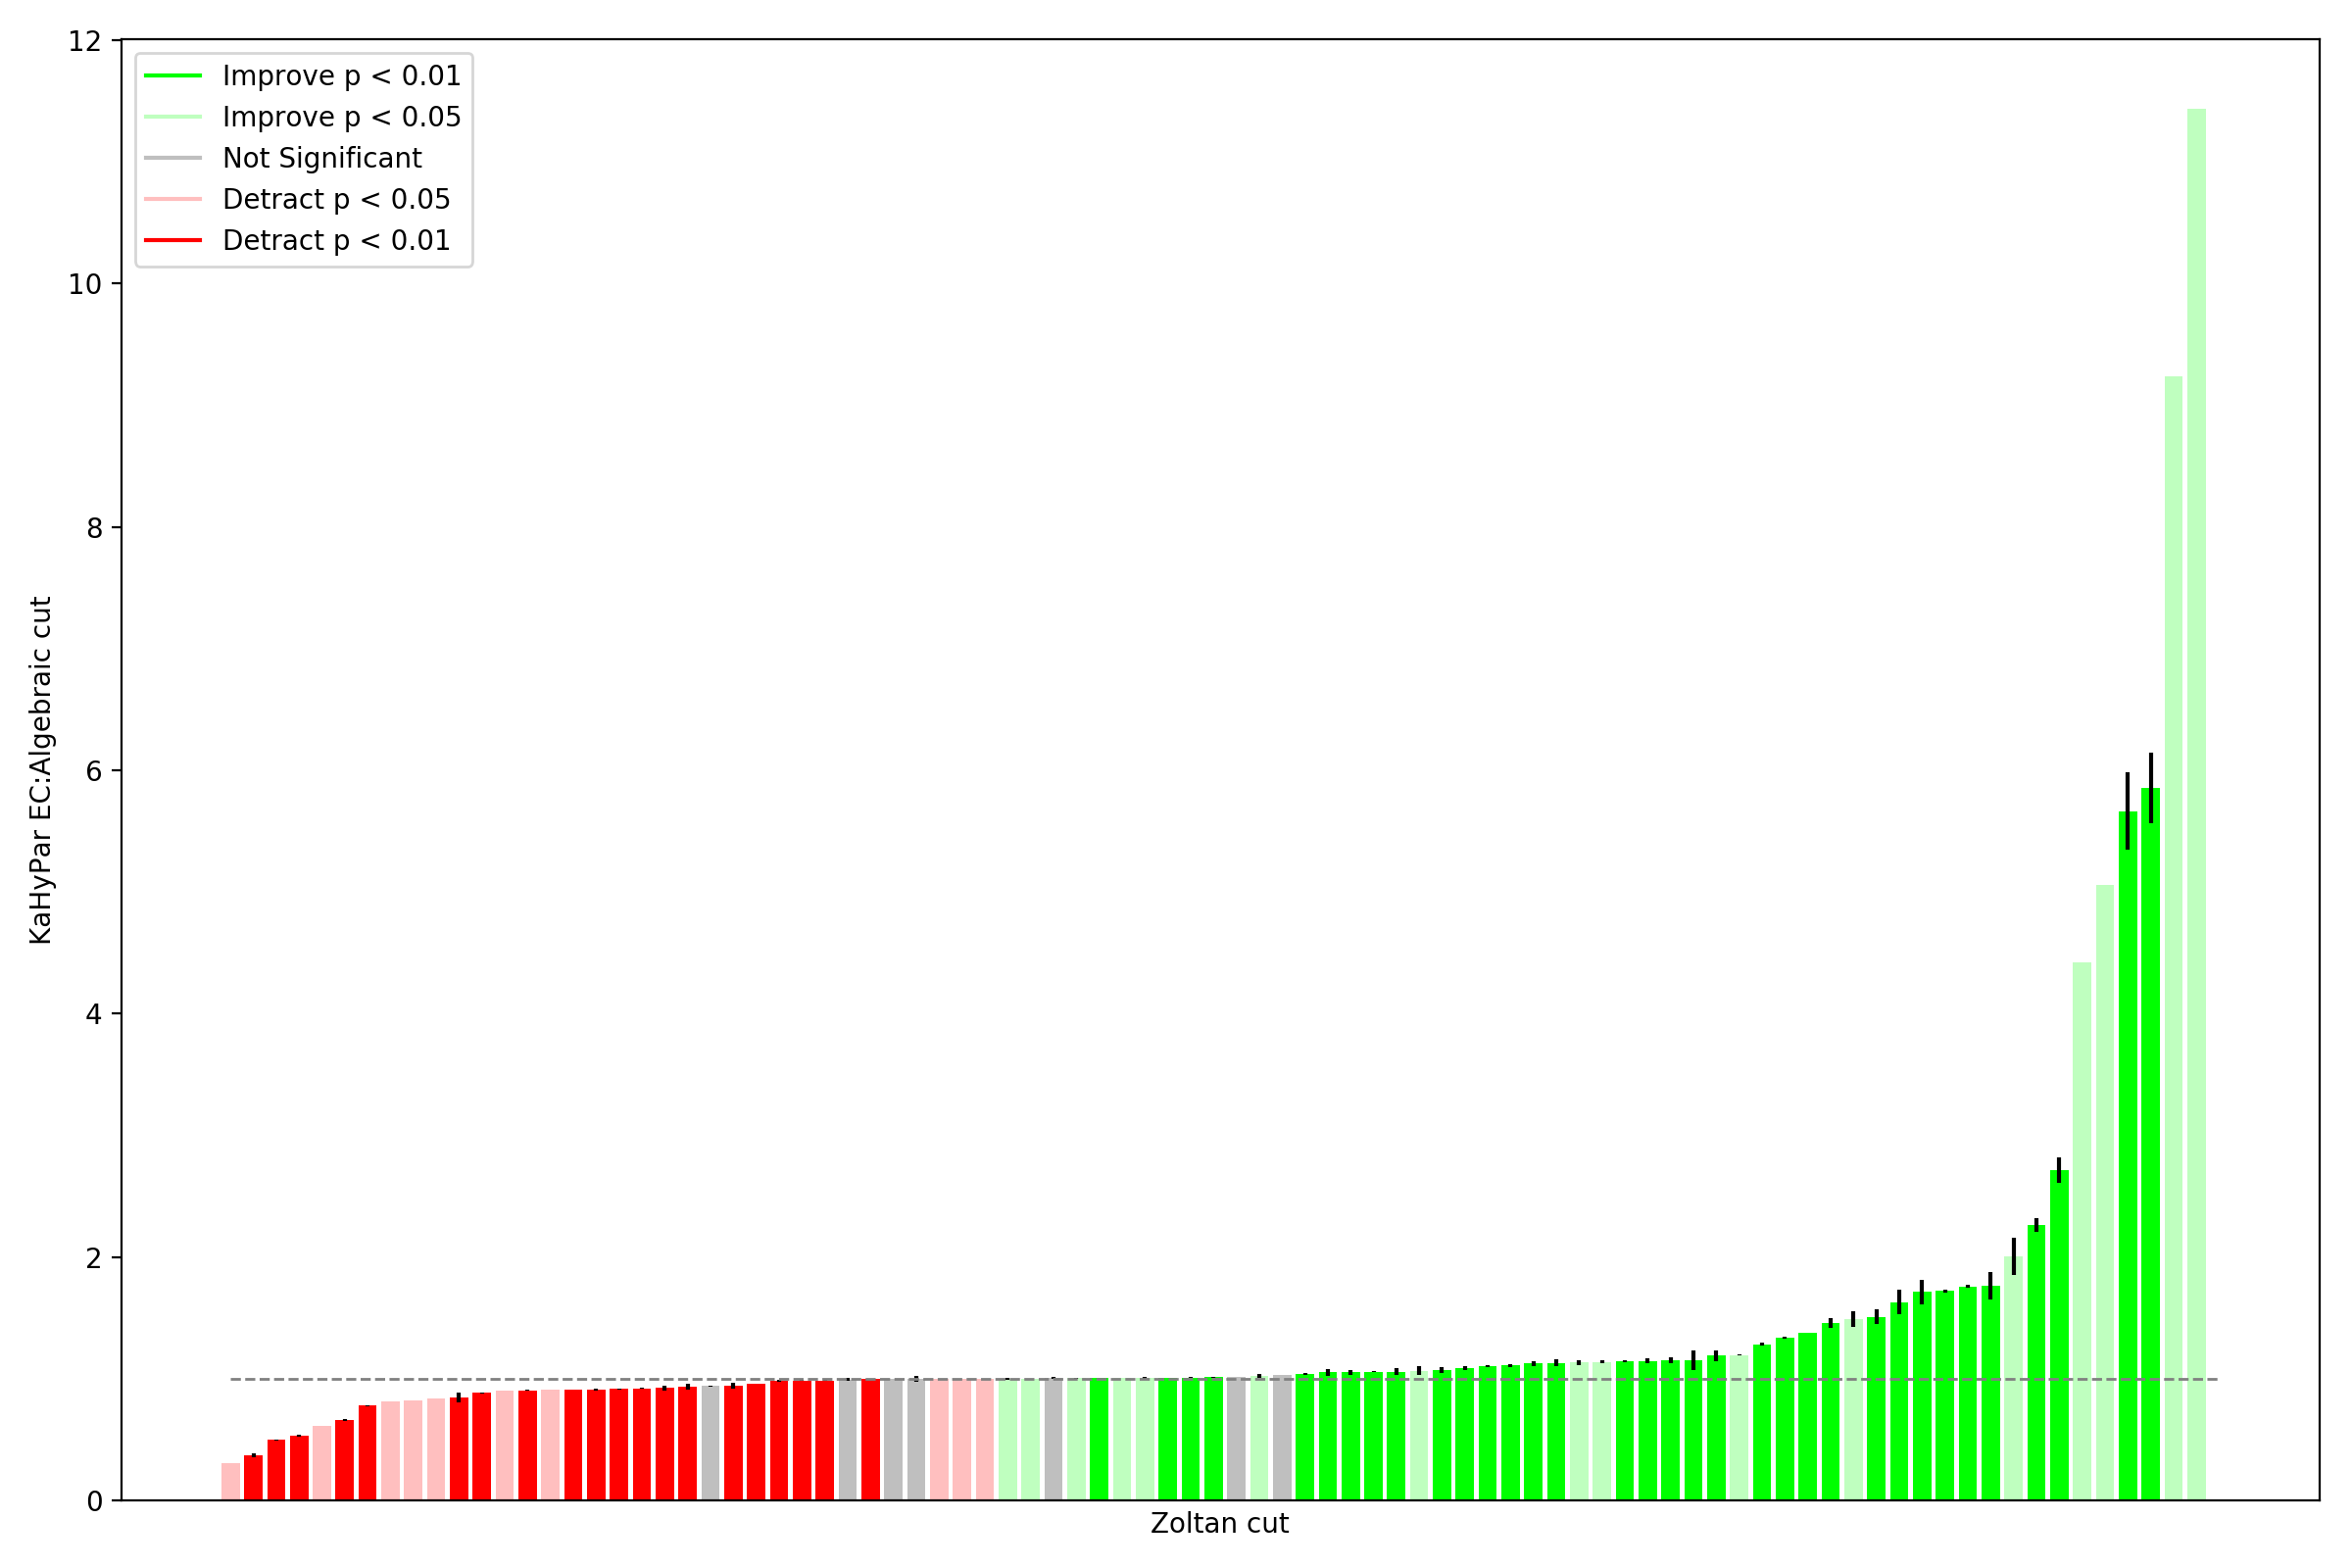 Improve p < 0.01
Improve p < 0.05
Not Significant
Detract p < 0.05
Detract p < 0.01
12
10
8
6
4
2
0
KaHyPar EC:Algebraic cut
Zoltan cut